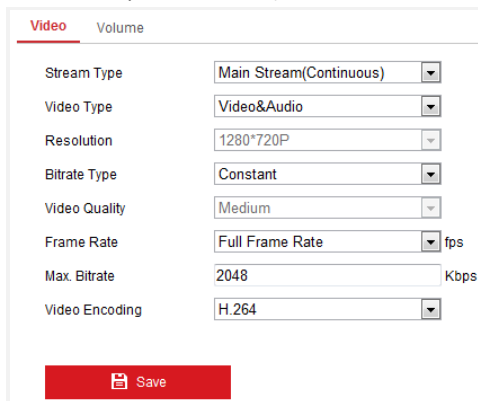 Video Volume
Stream Type Main Stream(Continuous)
Video Type Video&Audio
Resolution 1280*720P
Bitrate Type Constant
Video Quality Medium
Frame Rate Full Frame Rate fps
Max. Bitrate 2048 Kbps
Video Encoding H.264
Save